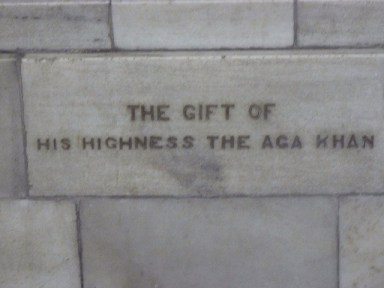 THE GIFT OF
HIS HIGHNESS THE AGA KHAN